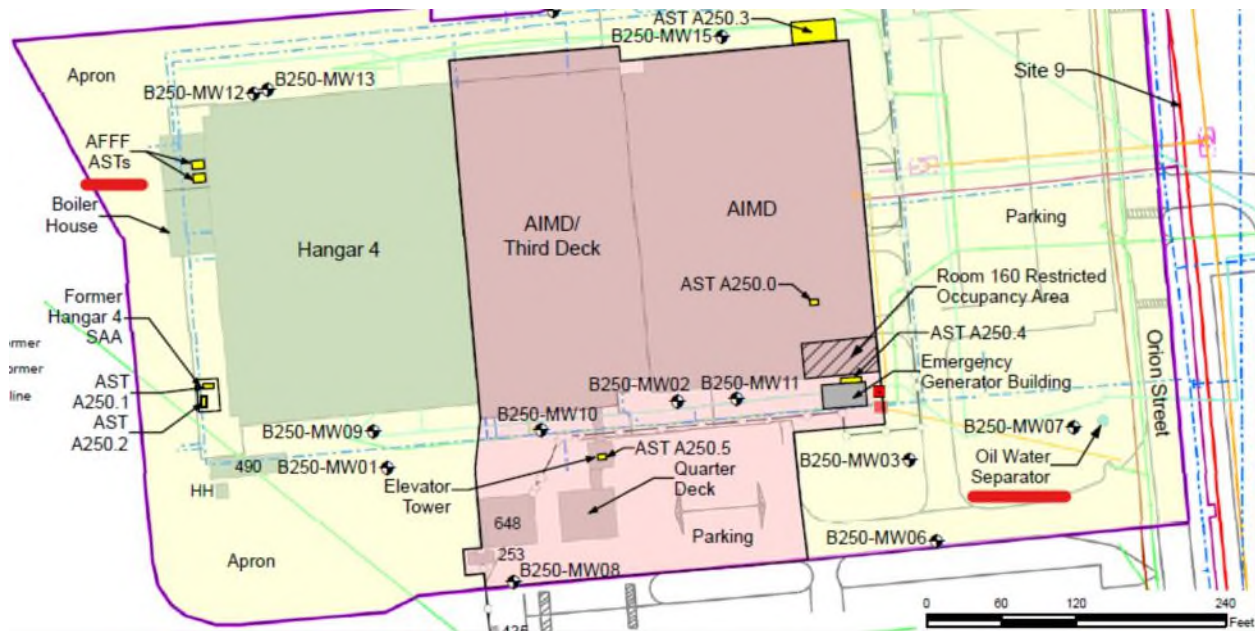 AST A250.3
B250-MW15
Apron
Site 9
B250-MW12
B250-MW13
AFFF
ASTs
Boiler
House
Hangar 4
AIMD/
Third Deck
AIMD
Parking
AST A250.0
Room 160 Restricted
Occupancy Area
Former
Hangar 4
SAA
AST A250.4
Emergency
Generator Building
Orion Street
ormer
ormer
line
AST
A250.1
AST
A250.2
B250-MW02
B250-MW11
B250-MW10
B250-MW09
B250-MW07
490
B250-MW01
AST A250.5
Quarter
Deck
B250-MW03
Oil Water
Separator
HH
Elevator
Tower
648
Parking
B250-MW06
253
Apron
B250-MW08
0 60 120 240
Feet